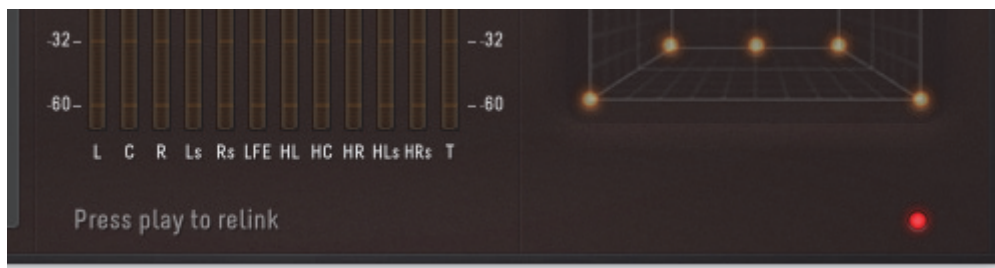 -32– – -32
-60– – -60
L C R Ls Rs LFE HL HC HR HLs HRs T
Press play to relink